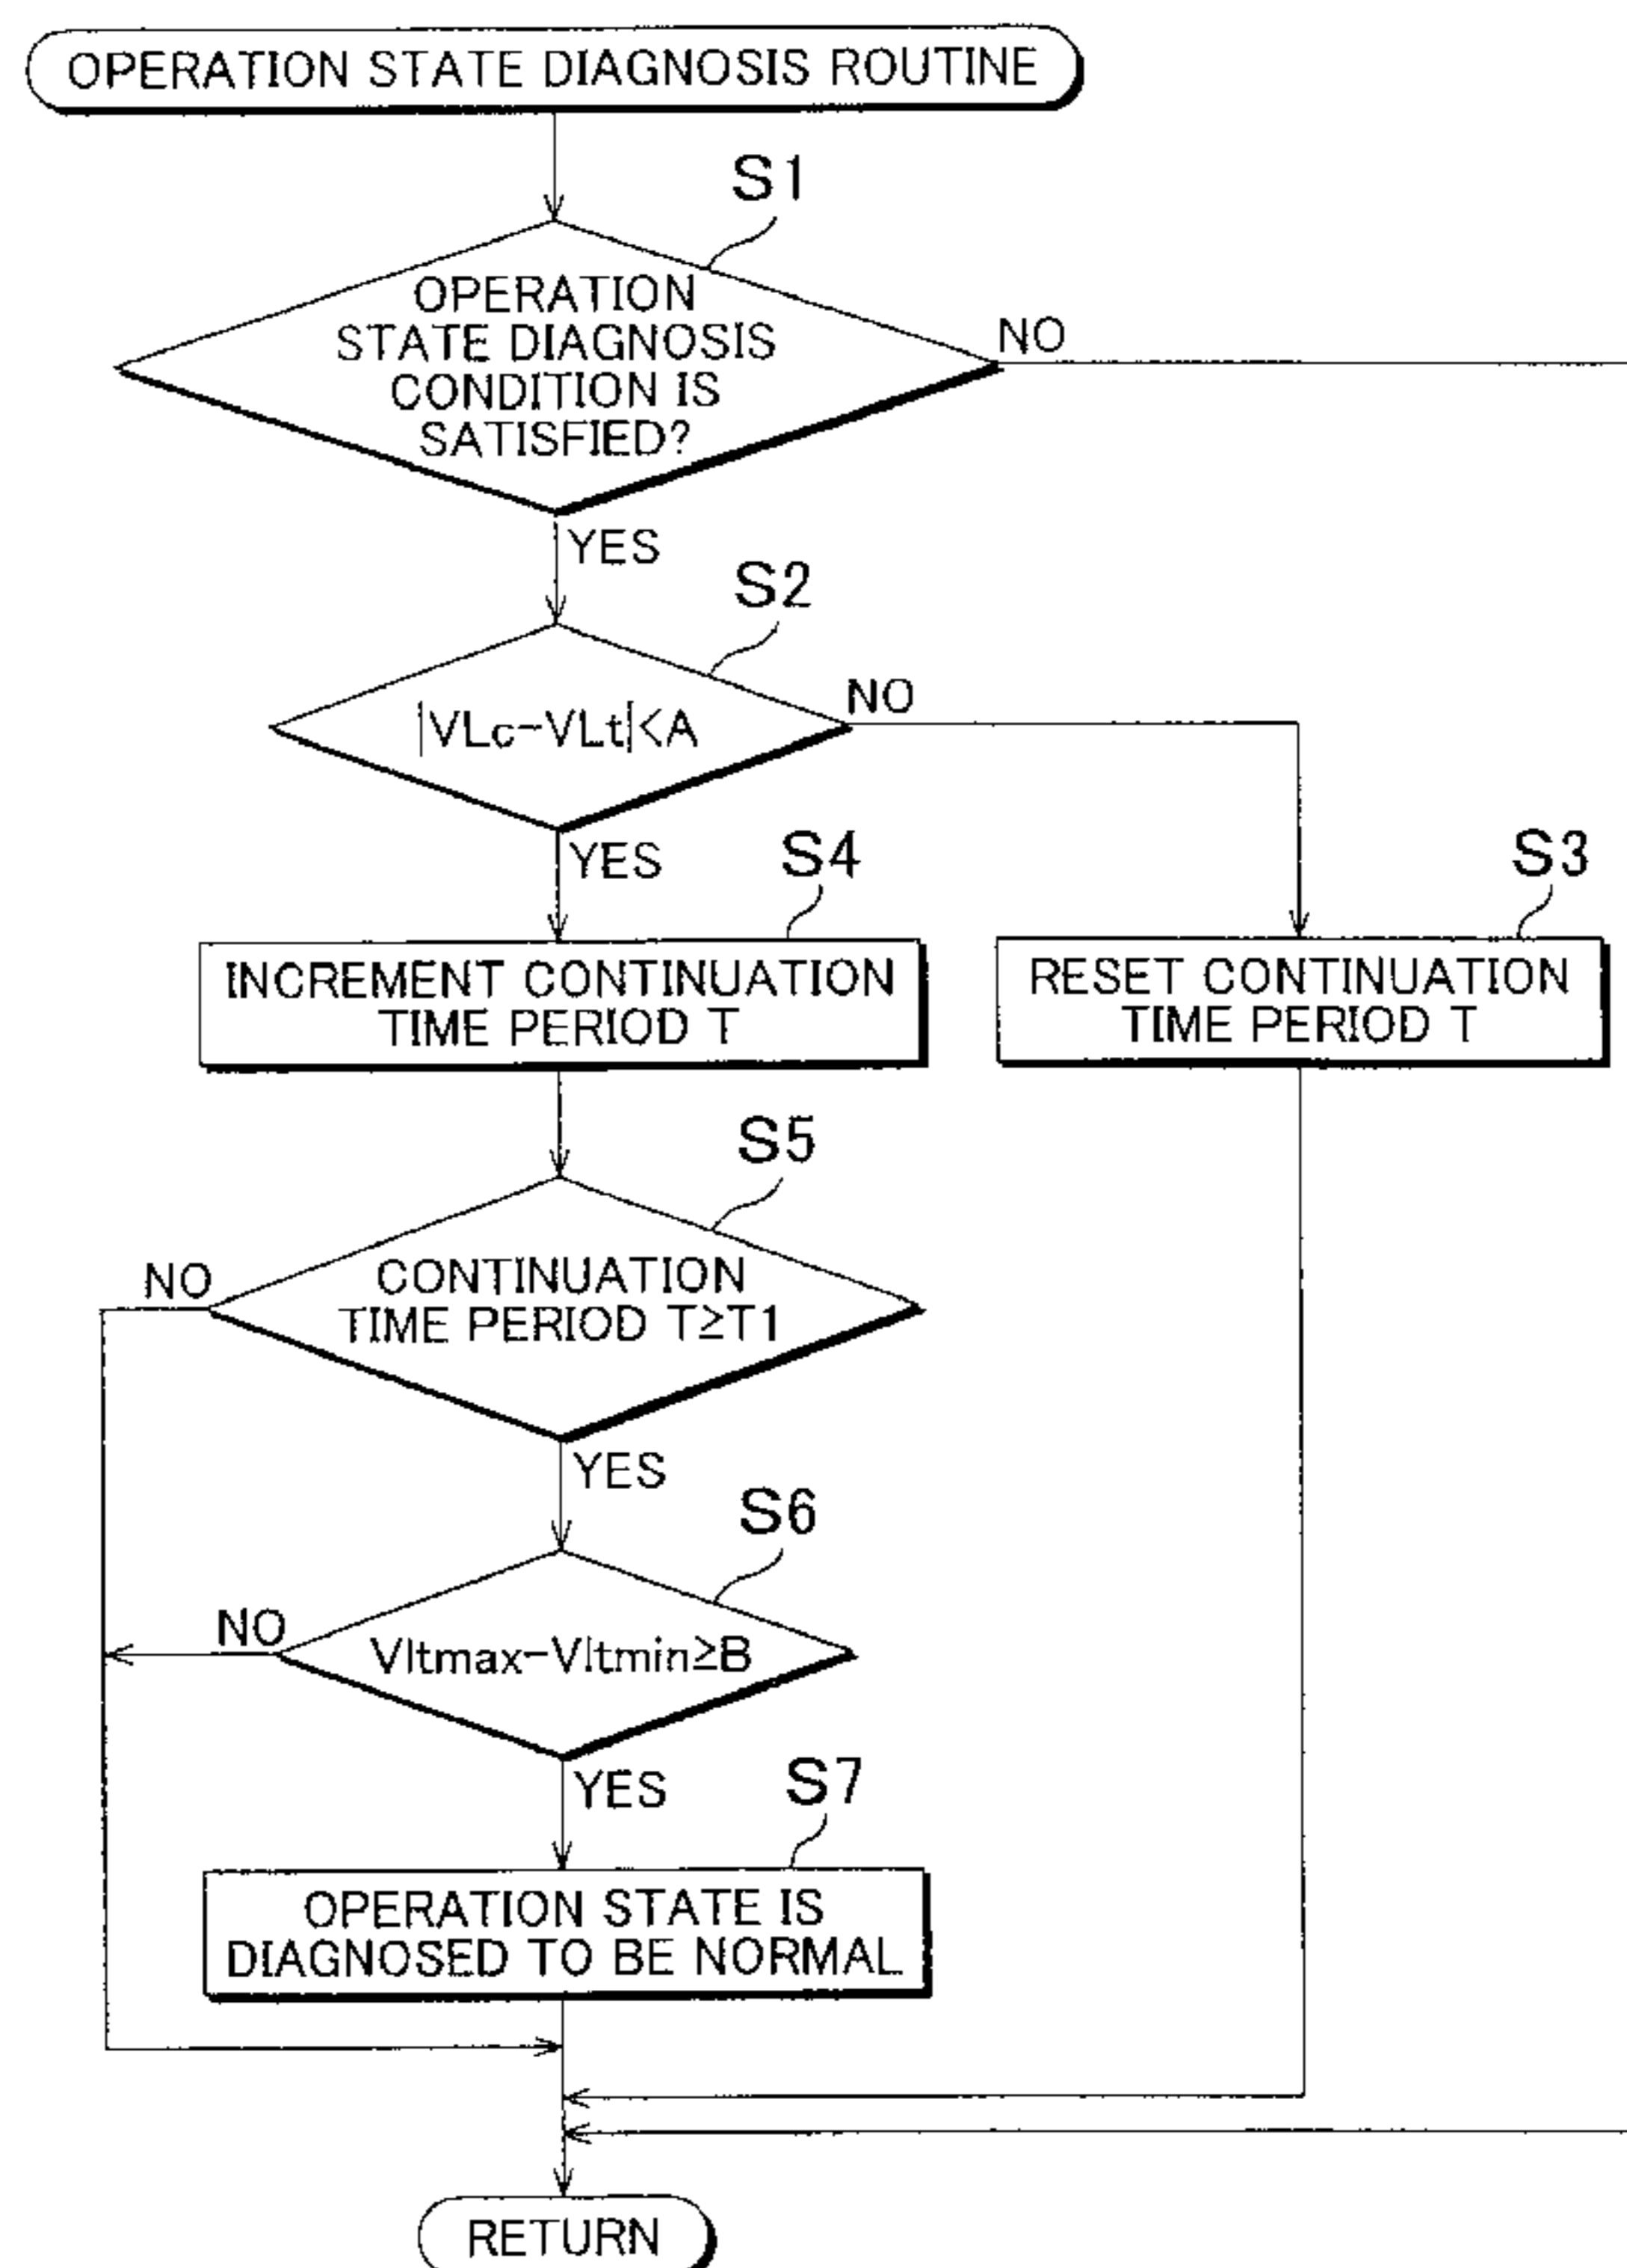 OPERATION STATE DIAGNOSIS ROUTINE
S1
OPERATION
STATE DIAGNOSIS
CONDITION IS
SATISFIED?
NO
YES
S2
|VLc-VLt|<A
NO
YES
S4
S3
INCREMENT CONTINUATION
TIME PERIOD T
RESET CONTINUATION
TIME PERIOD T
S5
CONTINUATION
TIME PERIOD T≥T1
NO
YES
S6
Vltmax-Vltmin≥B
NO
YES
S7
OPERATION STATE IS
DIAGNOSED TO BE NORMAL
RETURN